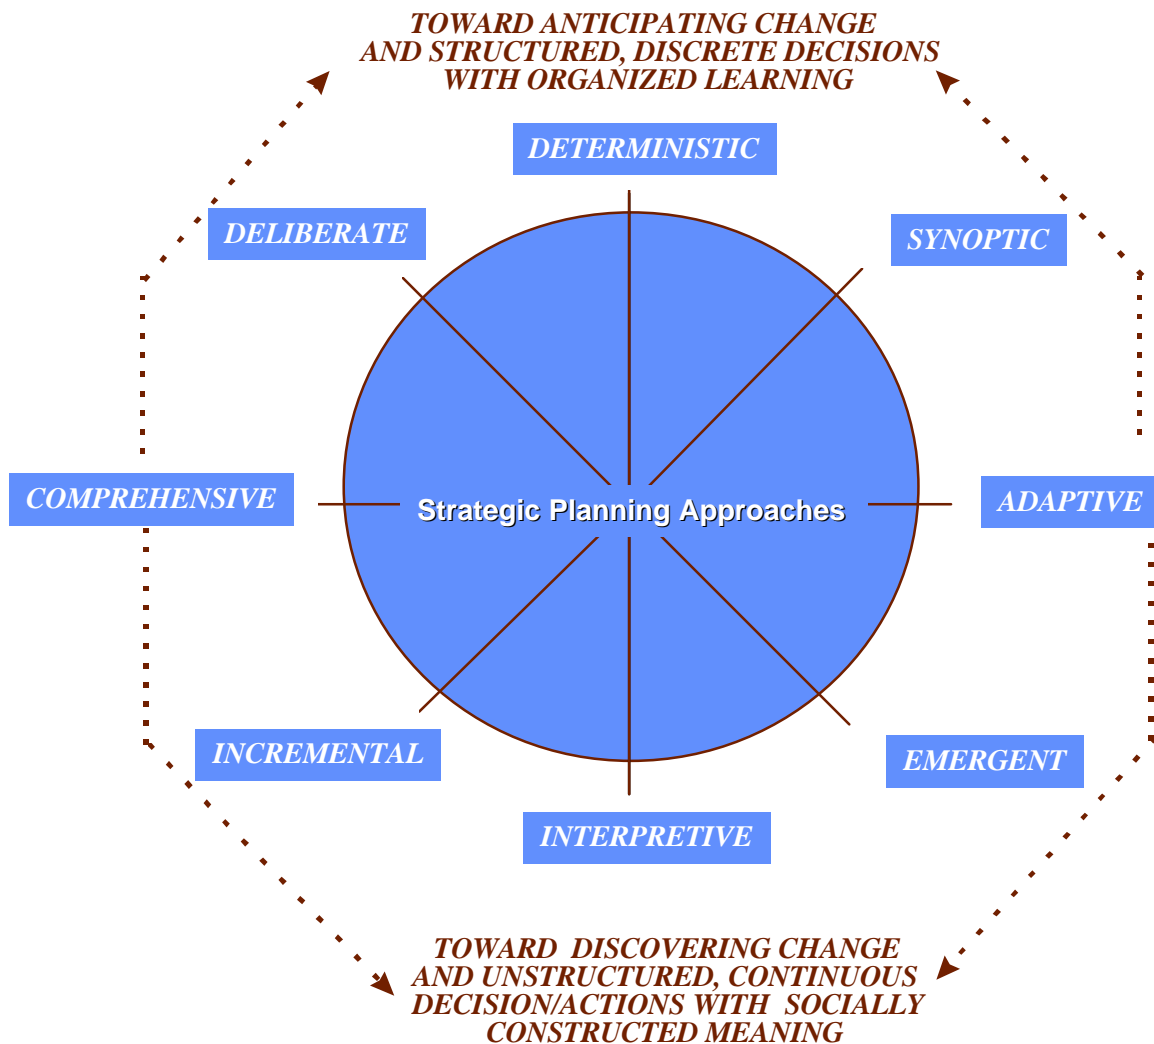 TOWARD ANTICIPATING CHANGE
AND STRUCTURED, DISCRETE DECISIONS
WITH ORGANIZED LEARNING
DETERMINISTIC
DELIBERATE
SYNOPTIC
COMPREHENSIVE
Strategic Planning Approaches
ADAPTIVE
INCREMENTAL
EMERGENT
INTERPRETIVE
TOWARD DISCOVERING CHANGE
AND UNSTRUCTURED, CONTINUOUS
DECISION/ACTIONS WITH SOCIALLY
CONSTRUCTED MEANING